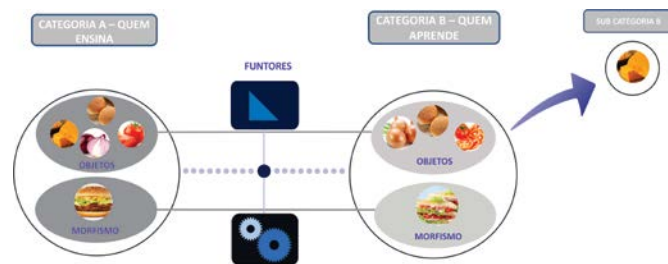 CATEGORIA A – QUEM
ENSINA
CATEGORIA B - QUEM
APRENDE
SUB CATEGORIA B
FUNTORES
OBJETOS
OBJETOS
MORFISMO
MORFISMO